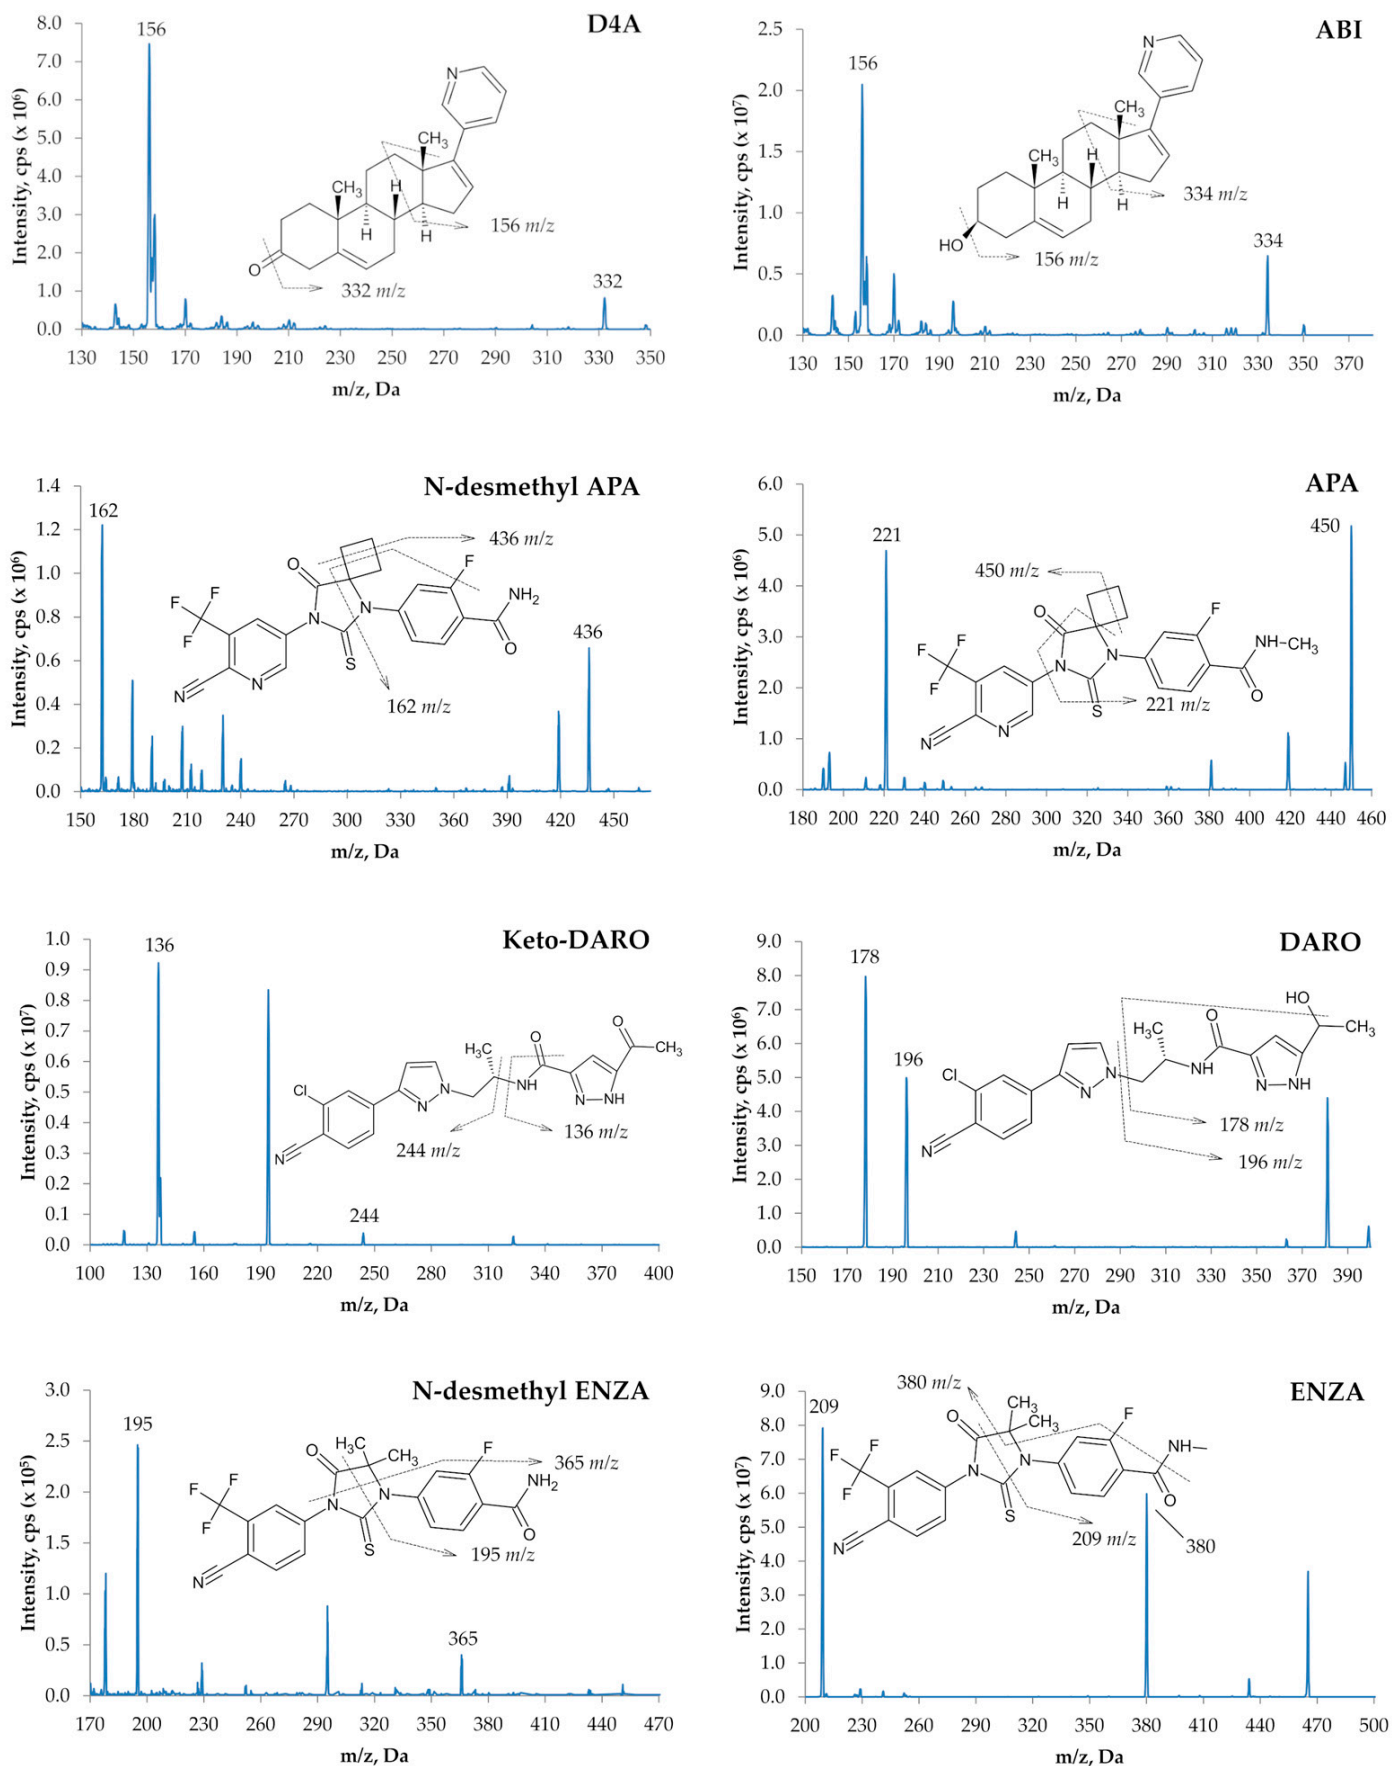 D4A
Intensity, cps (x 10⁶)
8.0
7.0
6.0
5.0
4.0
3.0
2.0
1.0
0.0
156
332
N
CH₃
CH₃
H
H
H
O
156 m/z
332 m/z
130 150 170 190 210 230 250 270 290 310 330 350
m/z, Da
ABI
Intensity, cps (x 10⁷)
2.5
2.0
1.5
1.0
0.5
0.0
156
334
N
CH₃
CH₃
H
H
H
HO
334 m/z
156 m/z
130 150 170 190 210 230 250 270 290 310 330 350 370
m/z, Da
N-desmethyl APA
Intensity, cps (x 10⁶)
1.4
1.2
1.0
0.8
0.6
0.4
0.2
0.0
162
436
436 m/z
O
F
F
F
F
N
N
NH₂
O
S
N
N
162 m/z
150 180 210 240 270 300 330 360 390 420 450
m/z, Da
APA
Intensity, cps (x 10⁶)
6.0
5.0
4.0
3.0
2.0
1.0
0.0
221
450
450 m/z
O
F
F
F
F
N
N
NH-CH₃
O
S
N
N
221 m/z
180 200 220 240 260 280 300 320 340 360 380 400 420 440 460
m/z, Da
Keto-DARO
Intensity, cps (x 10⁷)
1.0
0.9
0.8
0.7
0.6
0.5
0.4
0.3
0.2
0.1
0.0
136
244
O
CH₃
O
H₃C
NH
N
N
N
NH
Cl
N
244 m/z
136 m/z
100 130 160 190 220 250 280 310 340 370 400
m/z, Da
DARO
Intensity, cps (x 10⁶)
9.0
8.0
7.0
6.0
5.0
4.0
3.0
2.0
1.0
0.0
178
196
HO
CH₃
O
H₃C
NH
N
N
N
NH
Cl
N
178 m/z
196 m/z
150 170 190 210 230 250 270 290 310 330 350 370 390
m/z, Da
N-desmethyl ENZA
Intensity, cps (x 10⁵)
3.0
2.5
2.0
1.5
1.0
0.5
0.0
195
365
H₃C
CH₃
O
F
F
F
F
N
N
NH₂
O
S
N
365 m/z
195 m/z
170 200 230 260 290 320 350 380 410 440 470
m/z, Da
ENZA
Intensity, cps (x 10⁷)
9.0
8.0
7.0
6.0
5.0
4.0
3.0
2.0
1.0
0.0
209
380
380 m/z
CH₃
CH₃
O
F
F
F
F
N
N
NH
O
S
N
209 m/z
200 230 260 290 320 350 380 410 440 470 500
m/z, Da